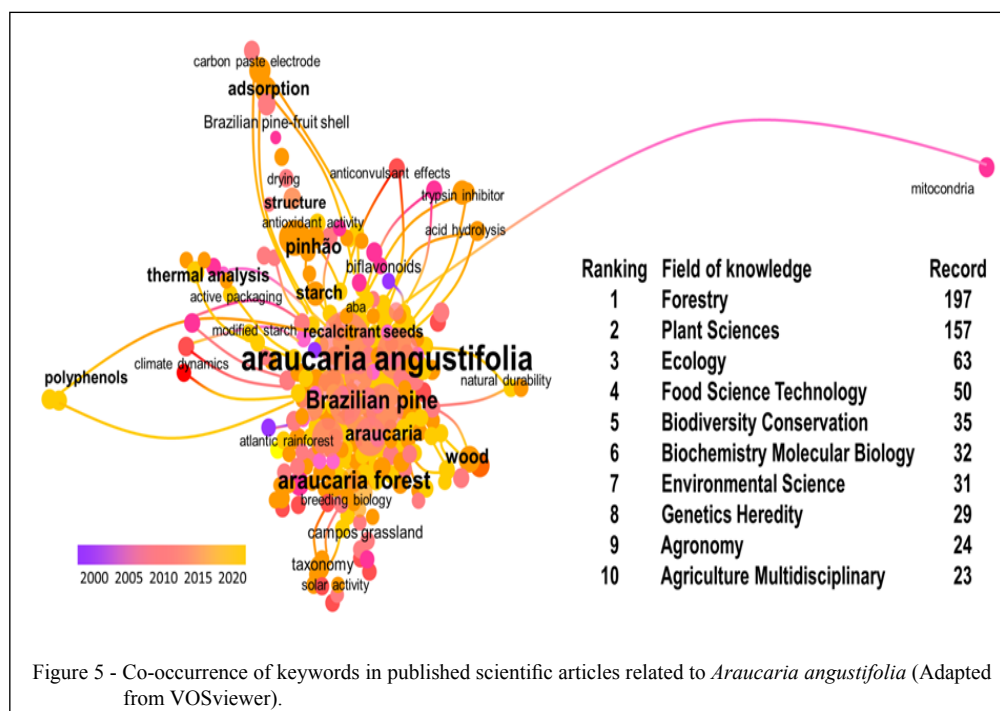 carbon paste electrode
adsorption
Brazilian pine-fruit shell
drying
structure
antioxidant activity
pinhão
anticonvulsant effects
trypsin inhibitor
acid hydrolysis
biflavonoids
mitocondria
thermal analysis
active packaging
starch
aba
modified starch
recalcitrant seeds
climate dynamics
araucaria angustifolia
natural durability
polyphenols
Brazilian pine
atlantic rainforest
araucaria
wood
araucaria forest
breeding biology
campos grassland
taxonomy
solar activity
2000 2005 2010 2015 2020
Ranking Field of knowledge Record
1 Forestry 197
2 Plant Sciences 157
3 Ecology 63
4 Food Science Technology 50
5 Biodiversity Conservation 35
6 Biochemistry Molecular Biology 32
7 Environmental Science 31
8 Genetics Heredity 29
9 Agronomy 24
10 Agriculture Multidisciplinary 23
Figure 5 - Co-occurrence of keywords in published scientific articles related to Araucaria angustifolia (Adapted
from VOSviewer).